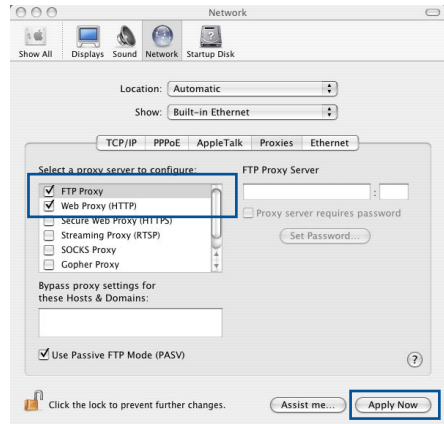 Network
Show All Displays Sound Network Startup Disk
Location: Automatic
Show: Built-in Ethernet
TCP/IP PPPoE AppleTalk Proxies Ethernet
Select a proxy server to configure: FTP Proxy Server
FTP Proxy
Web Proxy (HTTP) :
Secure Web Proxy (HTTPS) Proxy server requires password
Streaming Proxy (RTSP) Set Password...
SOCKS Proxy
Gopher Proxy
Bypass proxy settings for
these Hosts & Domains:
Use Passive FTP Mode (PASV) ?
Click the lock to prevent further changes. Assist me... Apply Now